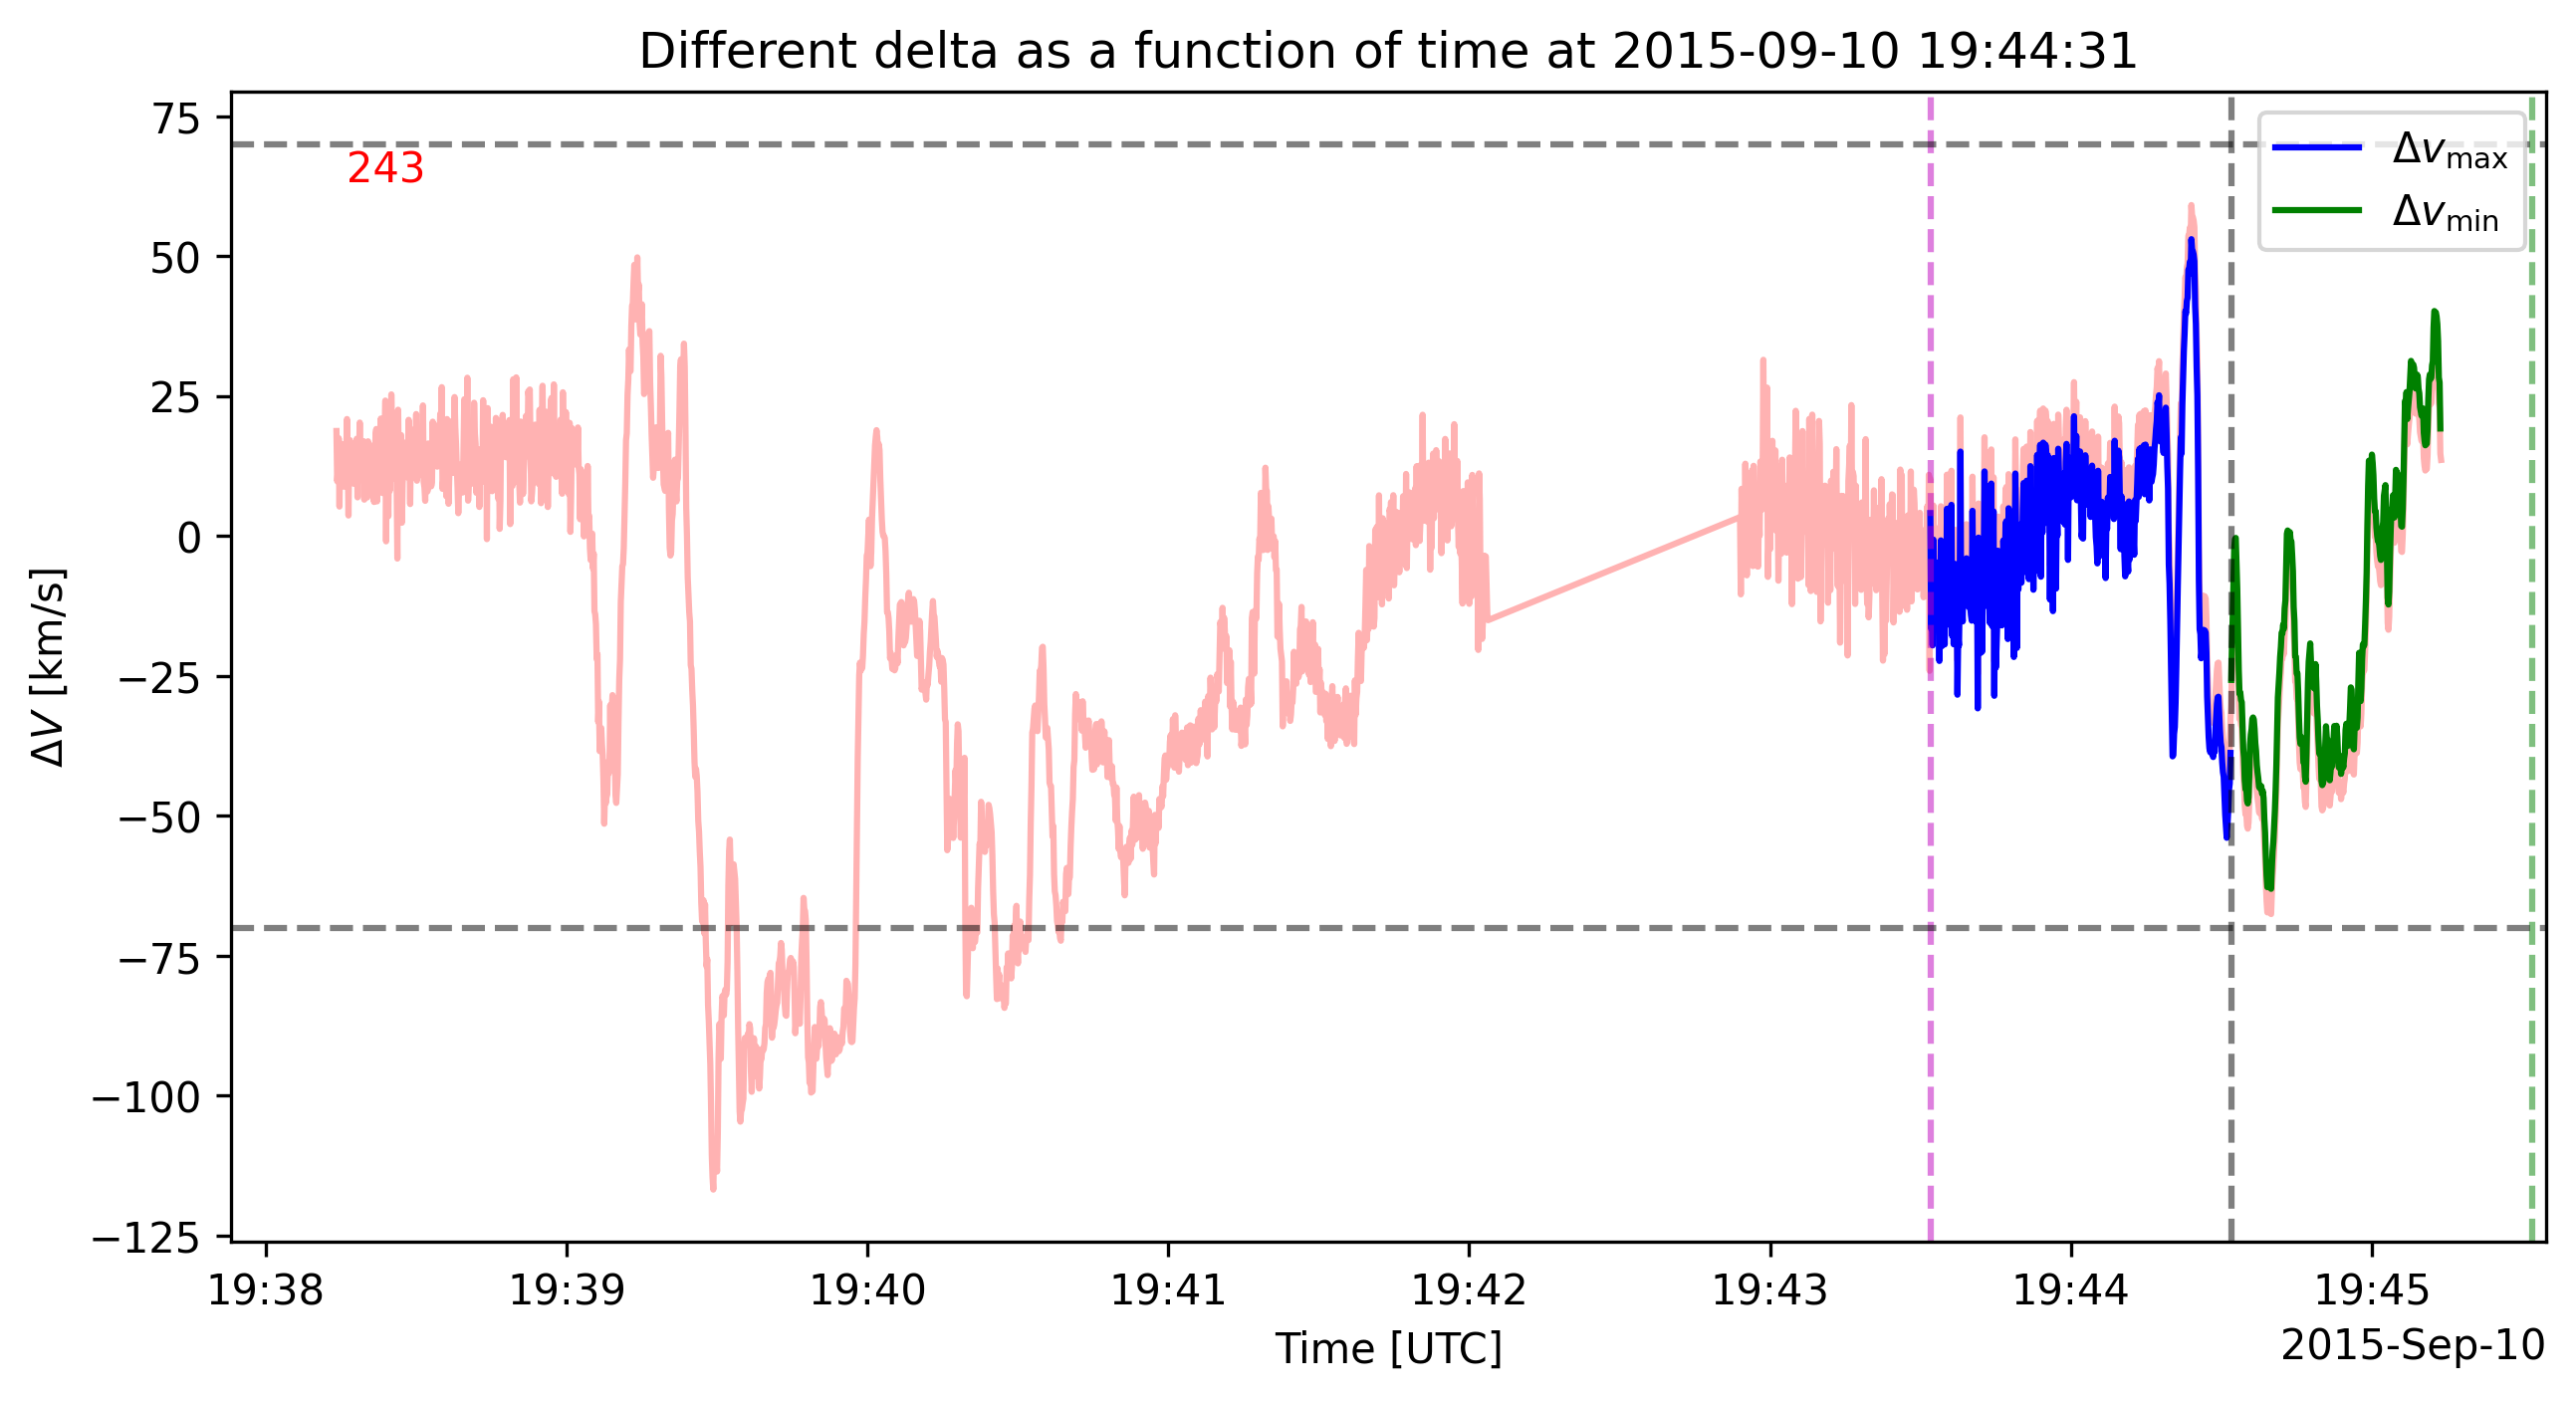 Different delta as a function of time at 2015-09-10 19:44:31
75
50
25
0
−25
−50
−75
−100
−125
ΔV [km/s]
243
Δv_max
Δv_min
19:38 19:39 19:40 19:41 19:42 19:43 19:44 19:45
Time [UTC]
2015-Sep-10